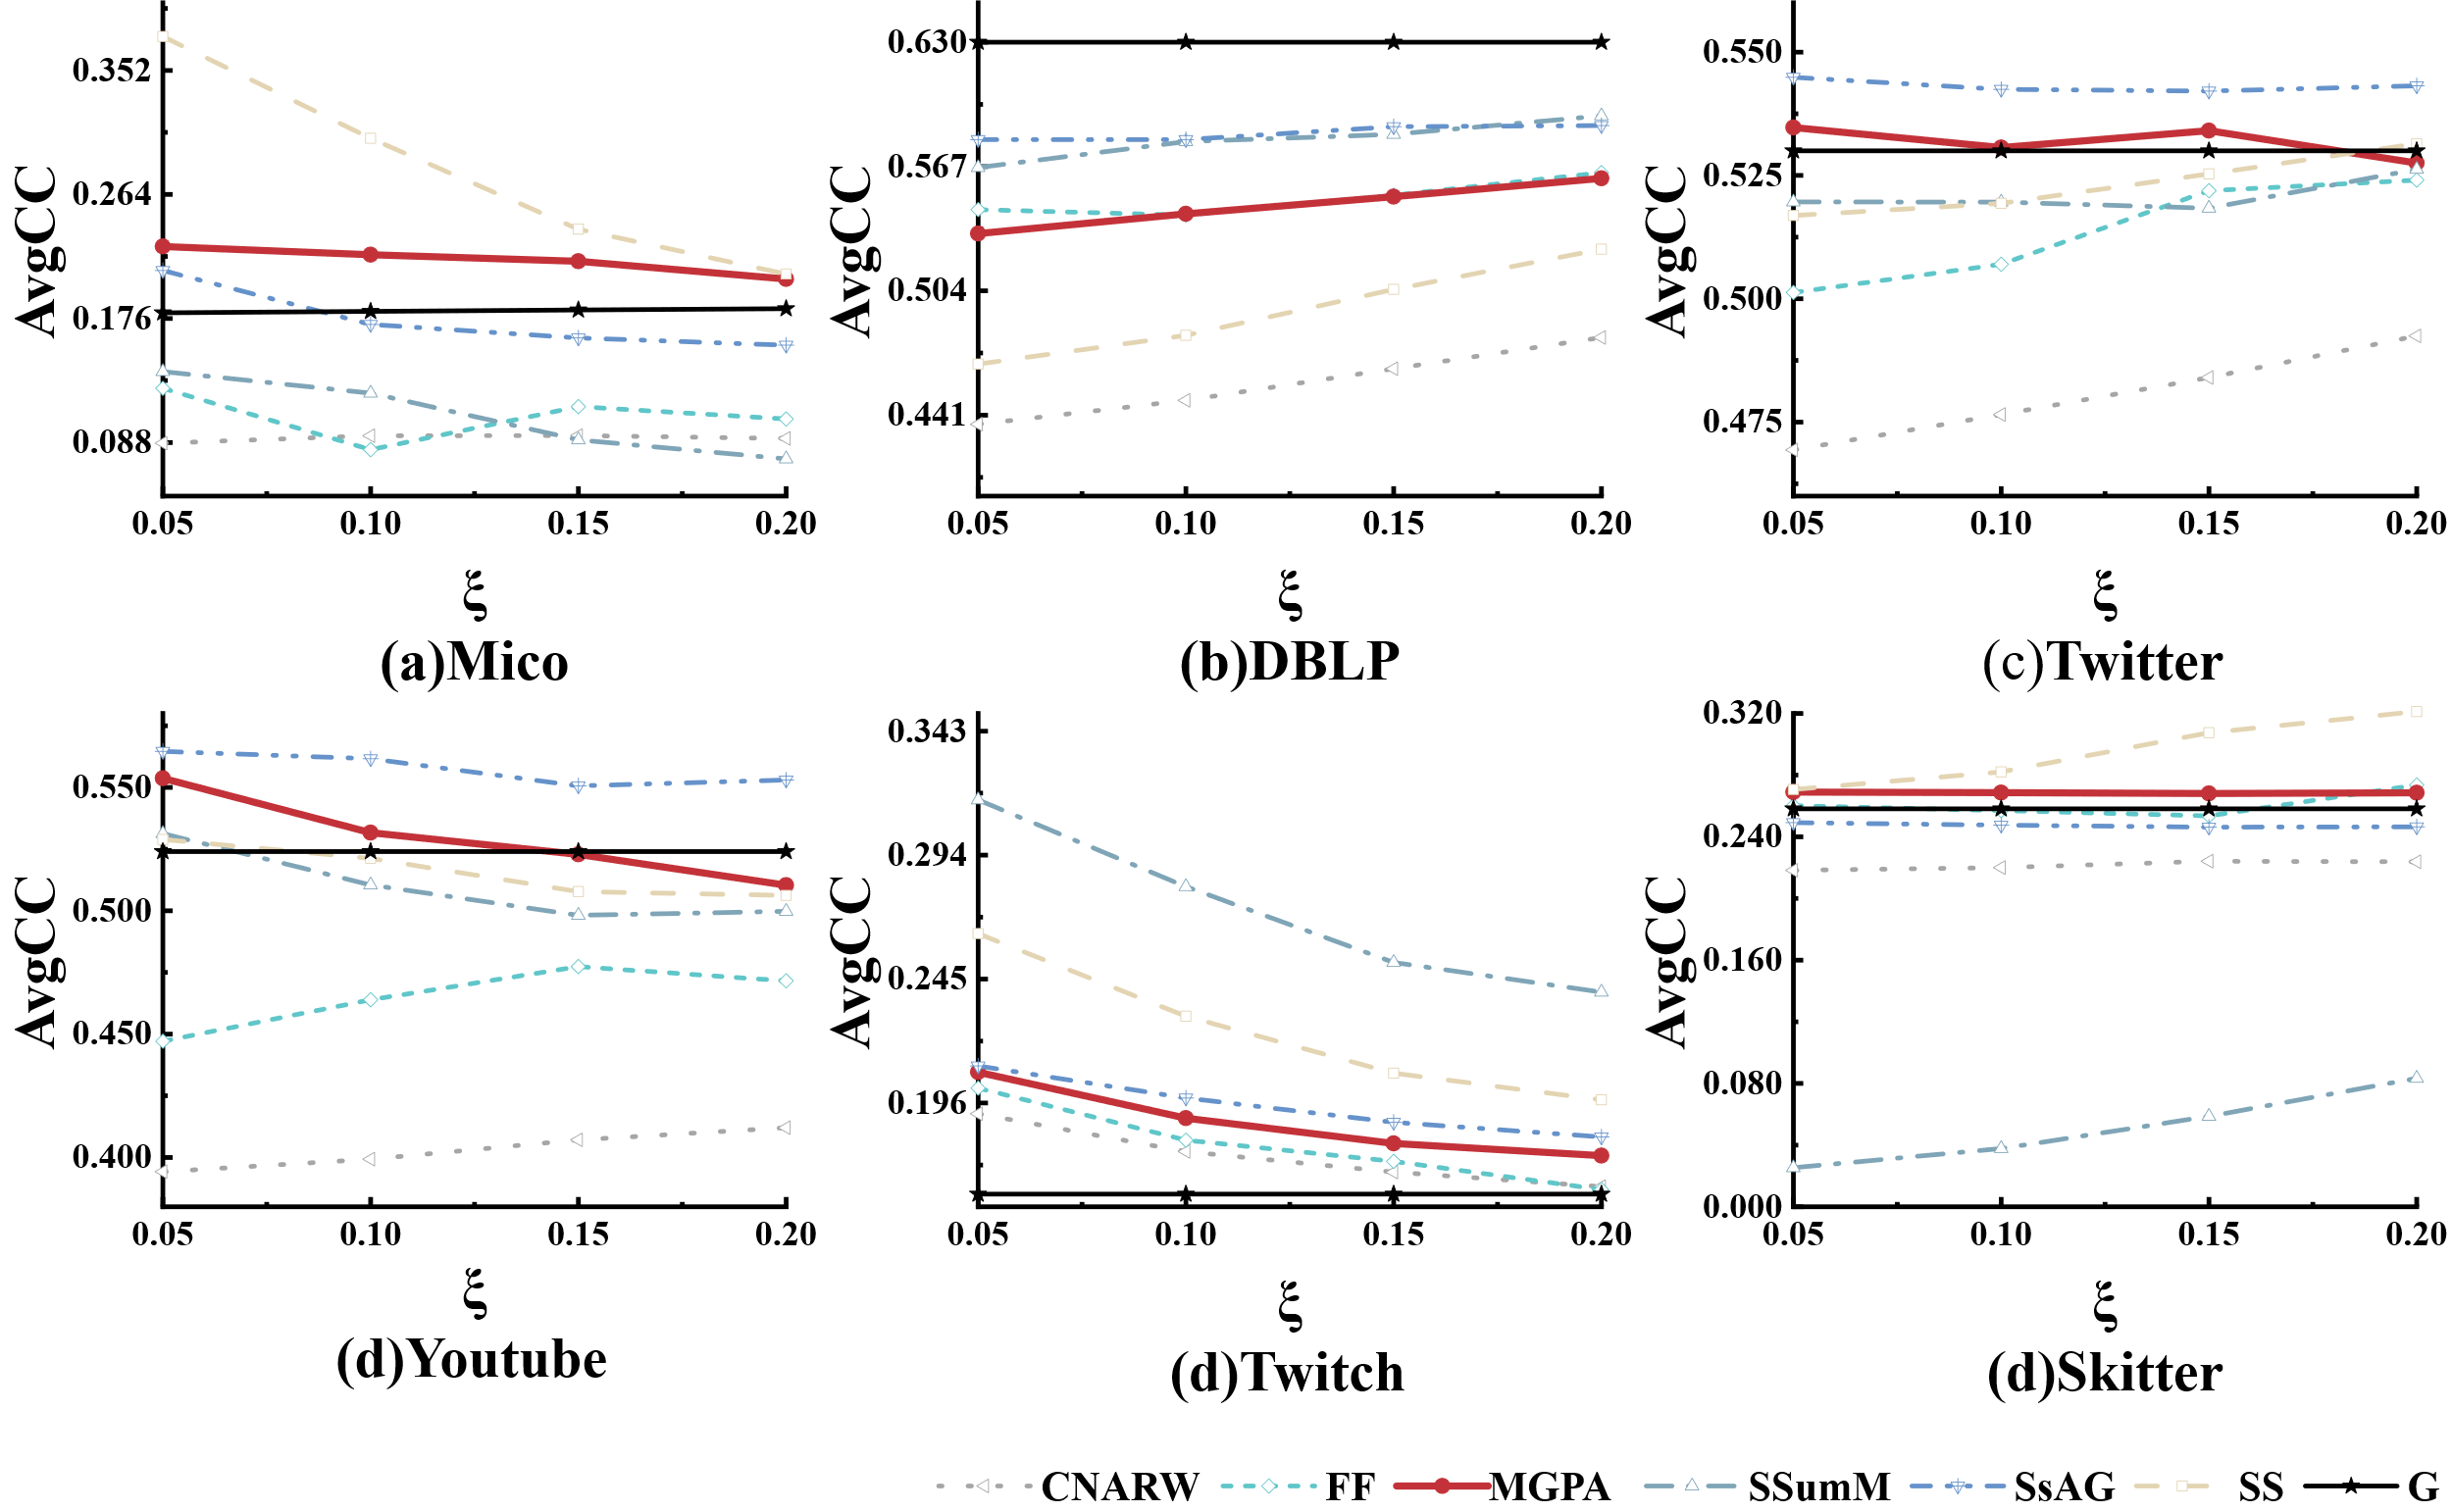 AvgCC
0.352
0.264
0.176
0.088
0.05 0.10 0.15 0.20
ξ
(a)Mico
AvgCC
0.630
0.567
0.504
0.441
0.05 0.10 0.15 0.20
ξ
(b)DBLP
AvgCC
0.550
0.525
0.500
0.475
0.05 0.10 0.15 0.20
ξ
(c)Twitter
AvgCC
0.550
0.500
0.450
0.400
0.05 0.10 0.15 0.20
ξ
(d)Youtube
AvgCC
0.343
0.294
0.245
0.196
0.05 0.10 0.15 0.20
ξ
(d)Twitch
AvgCC
0.320
0.240
0.160
0.080
0.000
0.05 0.10 0.15 0.20
ξ
(d)Skitter
CNARW FF MGPA SSumM SsAG SS G